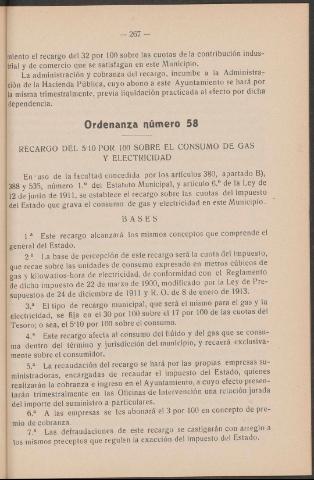 — 267 —
miento el recargo del 32 por 100 sobre las cuotas de la contribución indus-
trial y de comercio que se satisfagan en este Municipio.
La administración y cobranza del recargo, incumbe a la Administra-
ción de la Hacienda Pública, cuyo abono a este Ayuntamiento se hará por
la misma trimestralmente, previa liquidación practicada al efecto por dicha
dependencia.
Ordenanza número 58
RECARGO DEL 5'10 POR 100 SOBRE EL CONSUMO DE GAS
Y ELECTRICIDAD
En uso de la facultad concedida por los artículos 380, apartado B),
388 y 535, número 1.° del Estatuto Municipal, y artículo 6.° de la Ley de
12 de junio de 1911, se establece el recargo sobre las cuotas del impuesto
del Estado que grava el consumo de gas y electricidad en este Municipio.
BASES
1.ª Este recargo alcanzará los mismos conceptos que comprende el
general del Estado.
2.ª La base de percepción de este recargo será la cuota del impuesto,
que recae sobre las unidades de consumo expresado en metros cúbicos de
gas y kilovatios-hora de electricidad, de conformidad con el Reglamento
de dicho impuesto de 22 de marzo de 1900, modificado por la Ley de Pre-
supuestos de 24 de diciembre de 1911 y R. O. de 8 de enero de 1913.
3.ª El tipo de recargo municipal, que será el mismo para el gas y la
electricidad, se fija en el 30 por 100 sobre el 17 por 100 de las cuotas del
Tesoro; o sea, el 5'10 por 100 sobre el consumo.
4.ª Este recargo afecta al consumo del fluido y del gas que se consu-
ma dentro del término y jurisdicción del municipio, y recaerá exclusiva-
mente sobre el consumidor.
5.ª La recaudación del recargo se hará por las propias empresas su-
ministradoras, encargadas de recaudar el impuesto del Estado, quienes
realizarán la cobranza e ingreso en el Ayuntamiento, a cuyo efecto presen-
tarán trimestralmente en las Oficinas de Intervención una relación jurada
del importe del suministro a particulares.
6.ª A las empresas se les abonará el 3 por 100 en concepto de pre-
mio de cobranza.
7.ª Las defraudaciones de este recargo se castigarán con arreglo a
los mismos preceptos que regulen la exacción del impuesto del Estado.